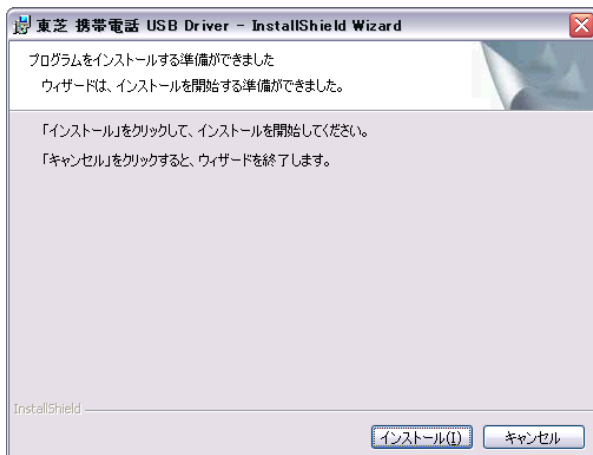 東芝 携帯電話 USB Driver - InstallShield Wizard
プログラムをインストールする準備ができました
ウィザードは、インストールを開始する準備ができました。
「インストール」をクリックして、インストールを開始してください。
「キャンセル」をクリックすると、ウィザードを終了します。
InstallShield
インストール(I)
キャンセル